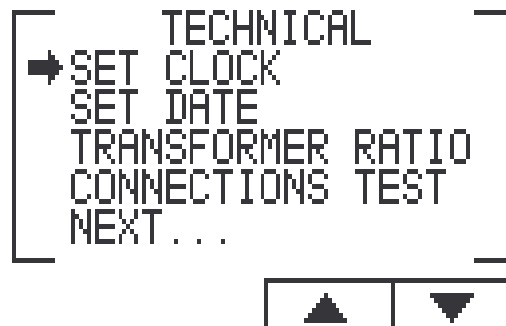 TECHNICAL
SET CLOCK
SET DATE
TRANSFORMER RATIO
CONNECTIONS TEST
NEXT...